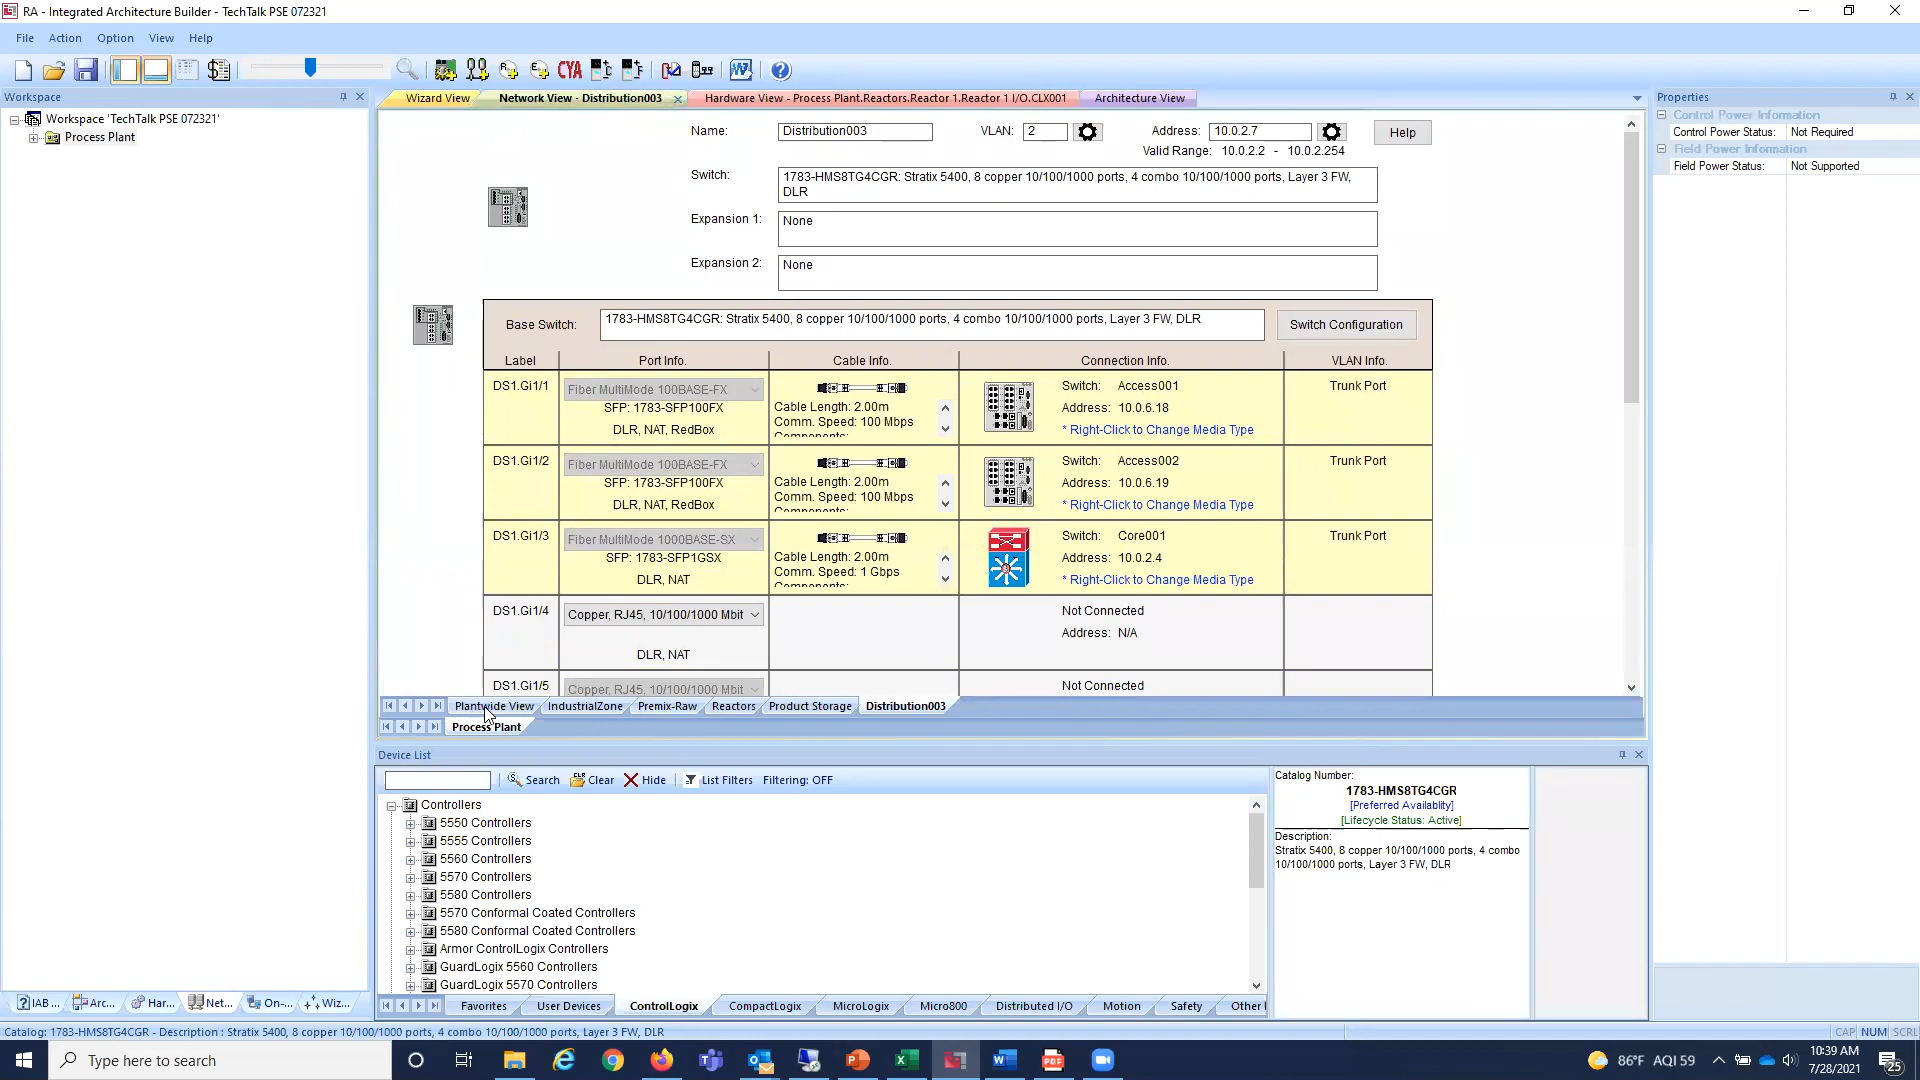 RA - Integrated Architecture Builder - TechTalk PSE 072321
File Action Option View Help
CYA
Workspace
Workspace 'TechTalk PSE 072321'
Process Plant
Wizard View
Network View - Distribution003
Hardware View - Process Plant.Reactors.Reactor 1.Reactor 1 I/O.CLX001
Architecture View
Name: Distribution003 VLAN: 2 Address: 10.0.2.7 Help
Valid Range: 10.0.2.2 - 10.0.2.254
Switch: 1783-HMS8TG4CGR: Stratix 5400, 8 copper 10/100/1000 ports, 4 combo 10/100/1000 ports, Layer 3 FW,
DLR
Expansion 1: None
Expansion 2: None
Base Switch: 1783-HMS8TG4CGR: Stratix 5400, 8 copper 10/100/1000 ports, 4 combo 10/100/1000 ports, Layer 3 FW, DLR Switch Configuration
Label Port Info. Cable Info. Connection Info. VLAN Info.
DS1.Gi1/1 Fiber MultiMode 100BASE-FX Switch: Access001 Trunk Port
SFP: 1783-SFP100FX Cable Length: 2.00m Address: 10.0.6.18
DLR, NAT, RedBox Comm. Speed: 100 Mbps * Right-Click to Change Media Type
Components:
DS1.Gi1/2 Fiber MultiMode 100BASE-FX Switch: Access002 Trunk Port
SFP: 1783-SFP100FX Cable Length: 2.00m Address: 10.0.6.19
DLR, NAT, RedBox Comm. Speed: 100 Mbps * Right-Click to Change Media Type
Components:
DS1.Gi1/3 Fiber MultiMode 1000BASE-SX Switch: Core001 Trunk Port
SFP: 1783-SFP1GSX Cable Length: 2.00m Address: 10.0.2.4
DLR, NAT Comm. Speed: 1 Gbps * Right-Click to Change Media Type
Components:
DS1.Gi1/4 Copper, RJ45, 10/100/1000 Mbit Not Connected
Address: N/A
DLR, NAT
DS1.Gi1/5 Copper, RJ45, 10/100/1000 Mbit Not Connected
Plantwide View IndustrialZone Premix-Raw Reactors Product Storage Distribution003
Process Plant
Properties
Control Power Information
Control Power Status: Not Required
Field Power Information
Field Power Status: Not Supported
Device List
Search Clear Hide List Filters Filtering: OFF
Controllers
5550 Controllers
5555 Controllers
5560 Controllers
5570 Controllers
5580 Controllers
5570 Conformal Coated Controllers
5580 Conformal Coated Controllers
Armor ControlLogix Controllers
GuardLogix 5560 Controllers
GuardLogix 5570 Controllers
Favorites User Devices ControlLogix CompactLogix MicroLogix Micro800 Distributed I/O Motion Safety Other I
Catalog Number:
1783-HMS8TG4CGR
[Preferred Availablity]
[Lifecycle Status: Active]
Description:
Stratix 5400, 8 copper 10/100/1000 ports, 4 combo
10/100/1000 ports, Layer 3 FW, DLR
IAB ... Arc... Har... Net... On-... Wiz...
Catalog: 1783-HMS8TG4CGR - Description : Stratix 5400, 8 copper 10/100/1000 ports, 4 combo 10/100/1000 ports, Layer 3 FW, DLR
CAP NUM SCRL
Type here to search
86°F AQI 59
10:39 AM
7/28/2021
25